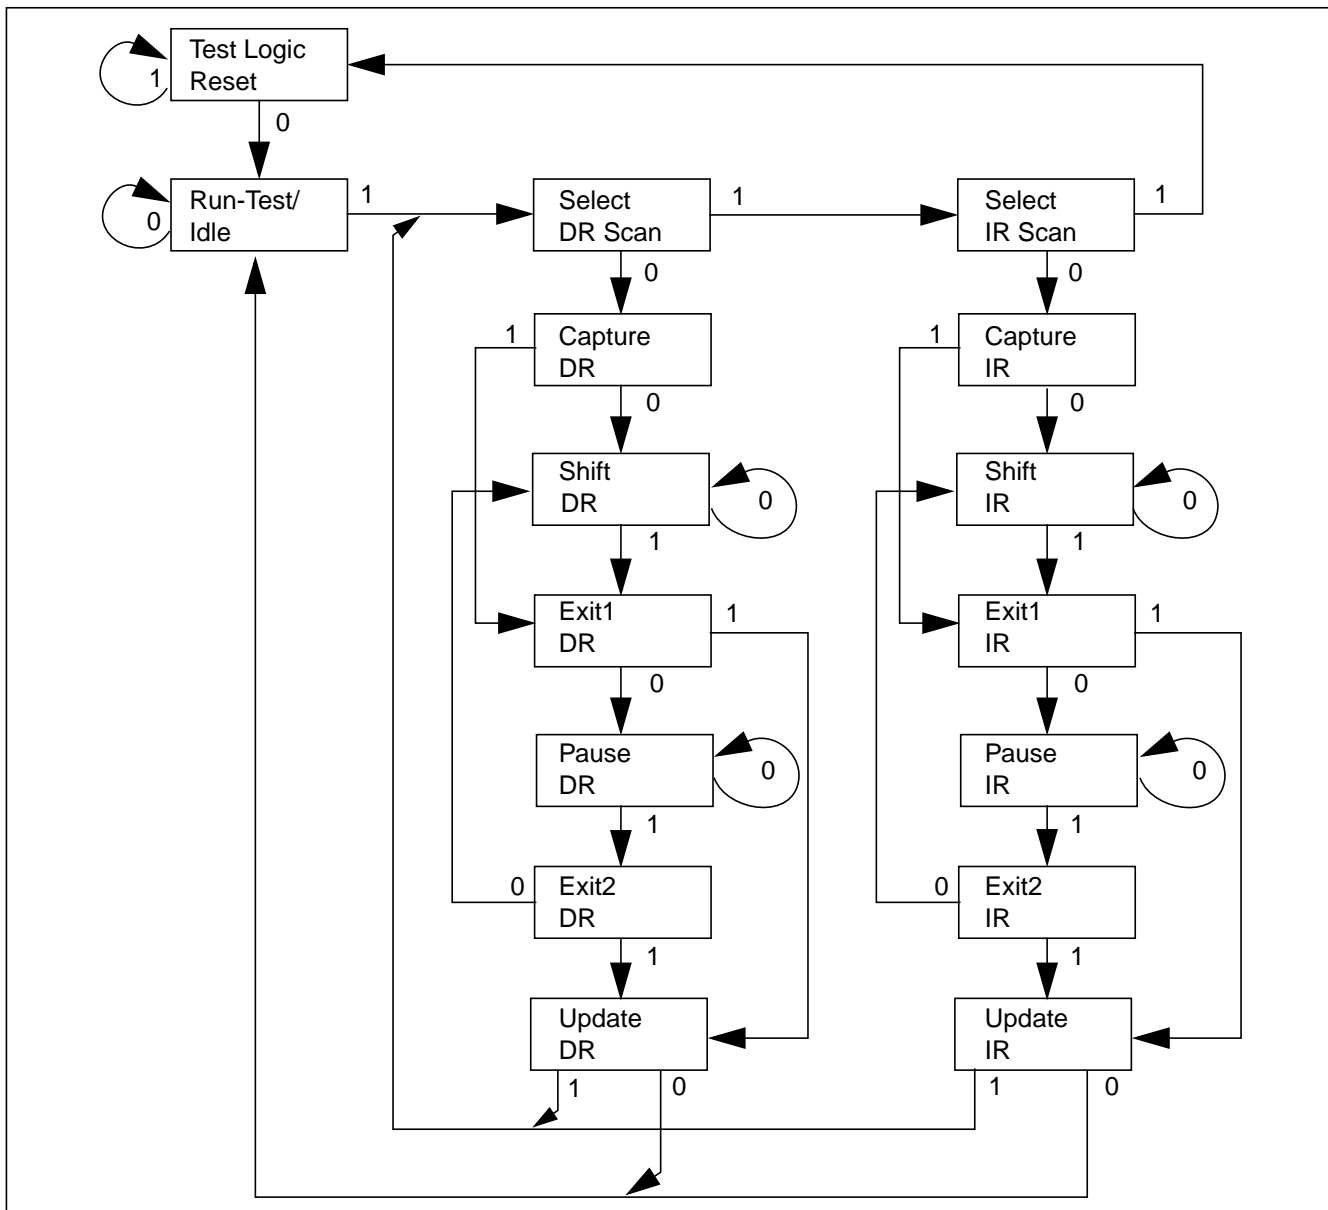 Test Logic
Reset
1
0
Run-Test/
Idle
0
1
Select
DR Scan
1
Select
IR Scan
1
0
0
1
Capture
DR
1
Capture
IR
0
0
Shift
DR
0
Shift
IR
0
1
1
Exit1
DR
1
Exit1
IR
1
0
0
Pause
DR
0
Pause
IR
0
1
1
0
Exit2
DR
0
Exit2
IR
1
1
Update
DR
Update
IR
1
0
1
0